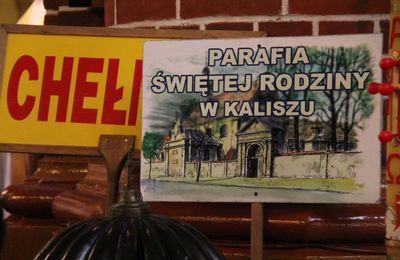 CHEŁ
PARAFIA
ŚWIĘTEJ RODZINY
W KALISZU